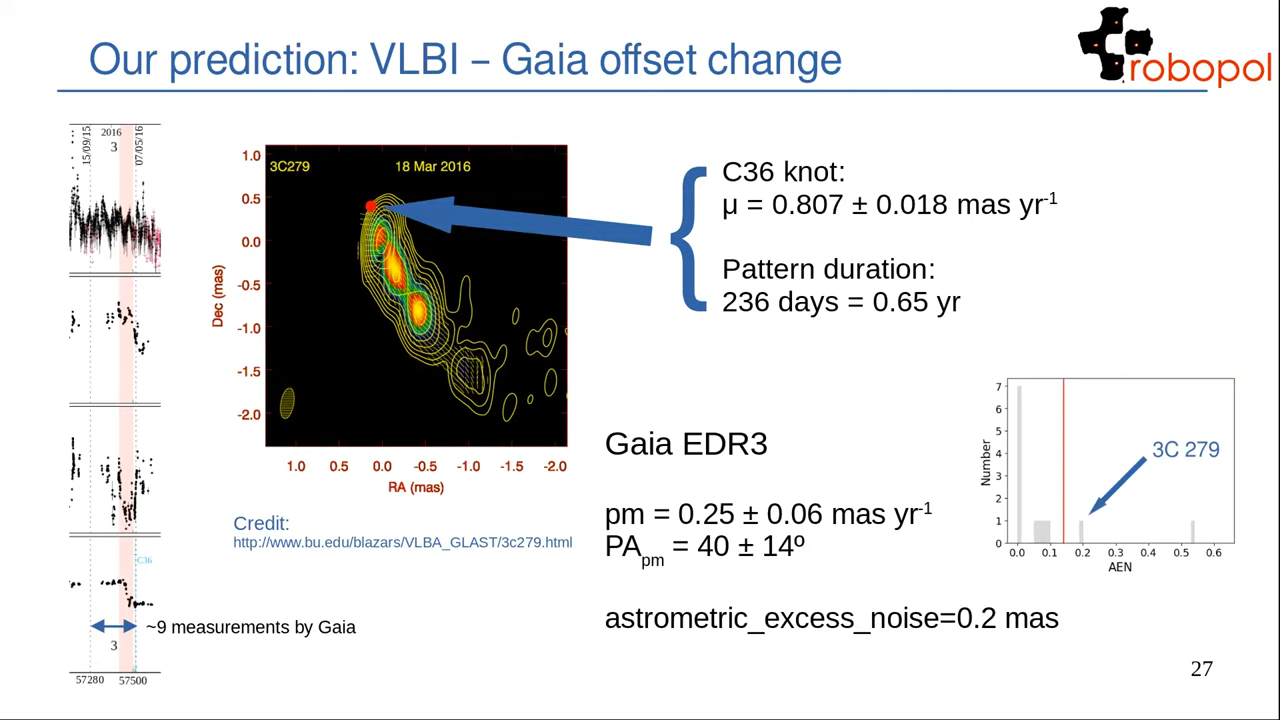 Our prediction: VLBI – Gaia offset change
robopol
15/09/15
2016
07/05/16
3
3C279
18 Mar 2016
1.0
0.5
0.0
-0.5
-1.0
-1.5
-2.0
Dec (mas)
1.0 0.5 0.0 -0.5 -1.0 -1.5 -2.0
RA (mas)
C36 knot:
μ = 0.807 ± 0.018 mas yr-1
Pattern duration:
236 days = 0.65 yr
Credit:
http://www.bu.edu/blazars/VLBA_GLAST/3c279.html
Gaia EDR3
pm = 0.25 ± 0.06 mas yr-1
PApm = 40 ± 14º
astrometric_excess_noise=0.2 mas
7
6
5
4
3
2
1
0
Number
3C 279
0.0 0.1 0.2 0.3 0.4 0.5 0.6
AEN
C36
~9 measurements by Gaia
3
57280 57500
27